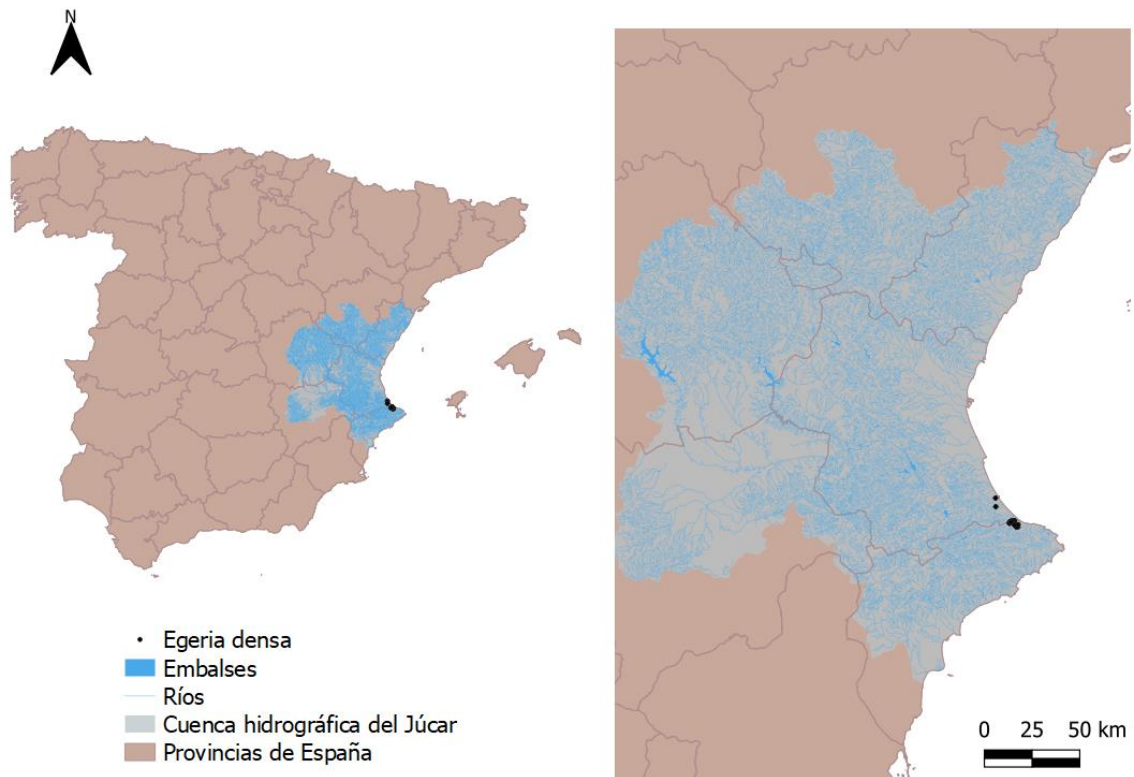 N
Egeria densa
Embalses
Ríos
Cuenca hidrográfica del Júcar
Provincias de España
0 25 50 km